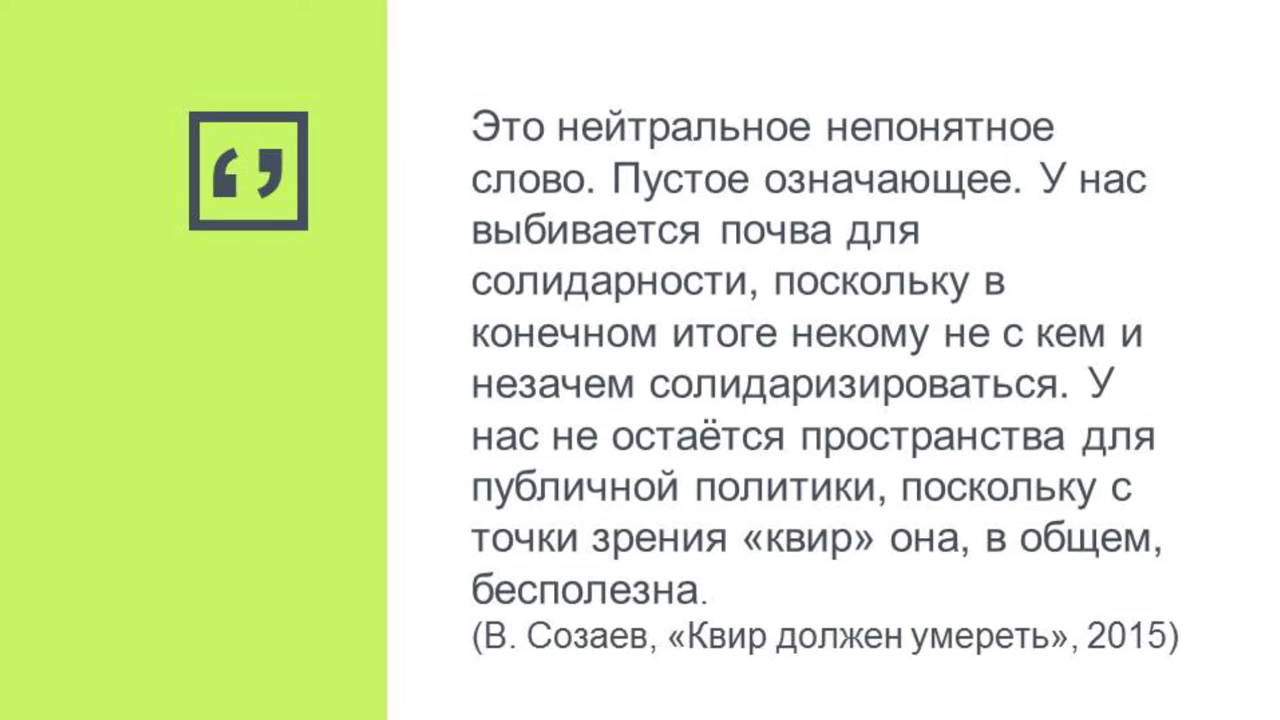 Это нейтральное непонятное
слово. Пустое означающее. У нас
выбивается почва для
солидарности, поскольку в
конечном итоге некому не с кем и
незачем солидаризироваться. У
нас не остаётся пространства для
публичной политики, поскольку с
точки зрения «квир» она, в общем,
бесполезна.
(В. Созаев, «Квир должен умереть», 2015)